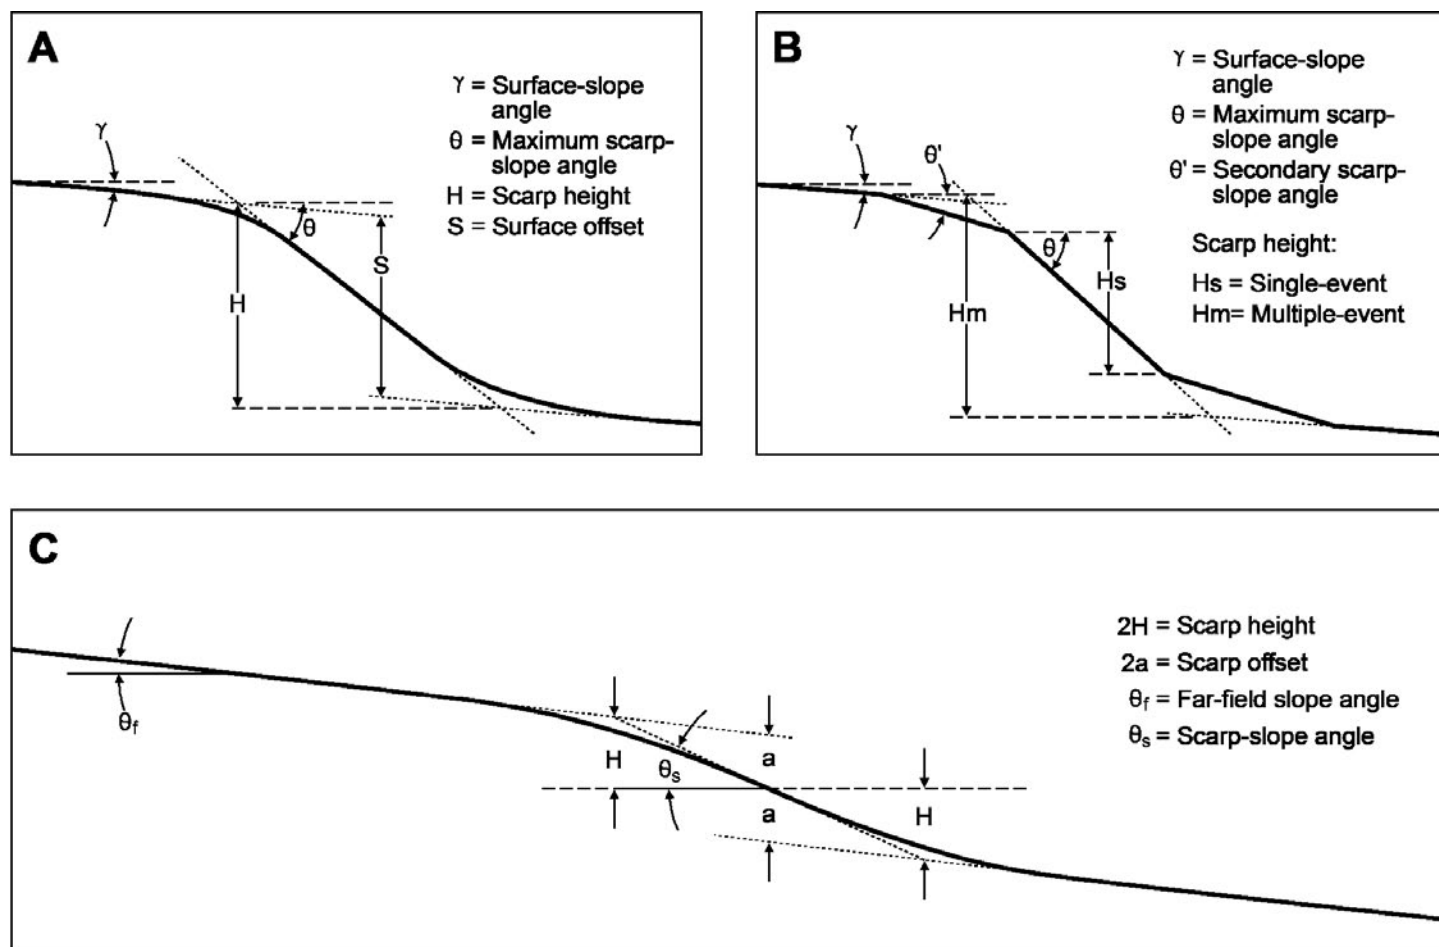 A
γ = Surface-slope
angle
θ = Maximum scarp-
slope angle
H = Scarp height
S = Surface offset
γ
θ
S
H
B
γ = Surface-slope
angle
θ = Maximum scarp-
slope angle
θ' = Secondary scarp-
slope angle
Scarp height:
Hs = Single-event
Hm= Multiple-event
γ
θ'
θ
Hs
Hm
C
2H = Scarp height
2a = Scarp offset
θf = Far-field slope angle
θs = Scarp-slope angle
θf
H
θs
a
a
H